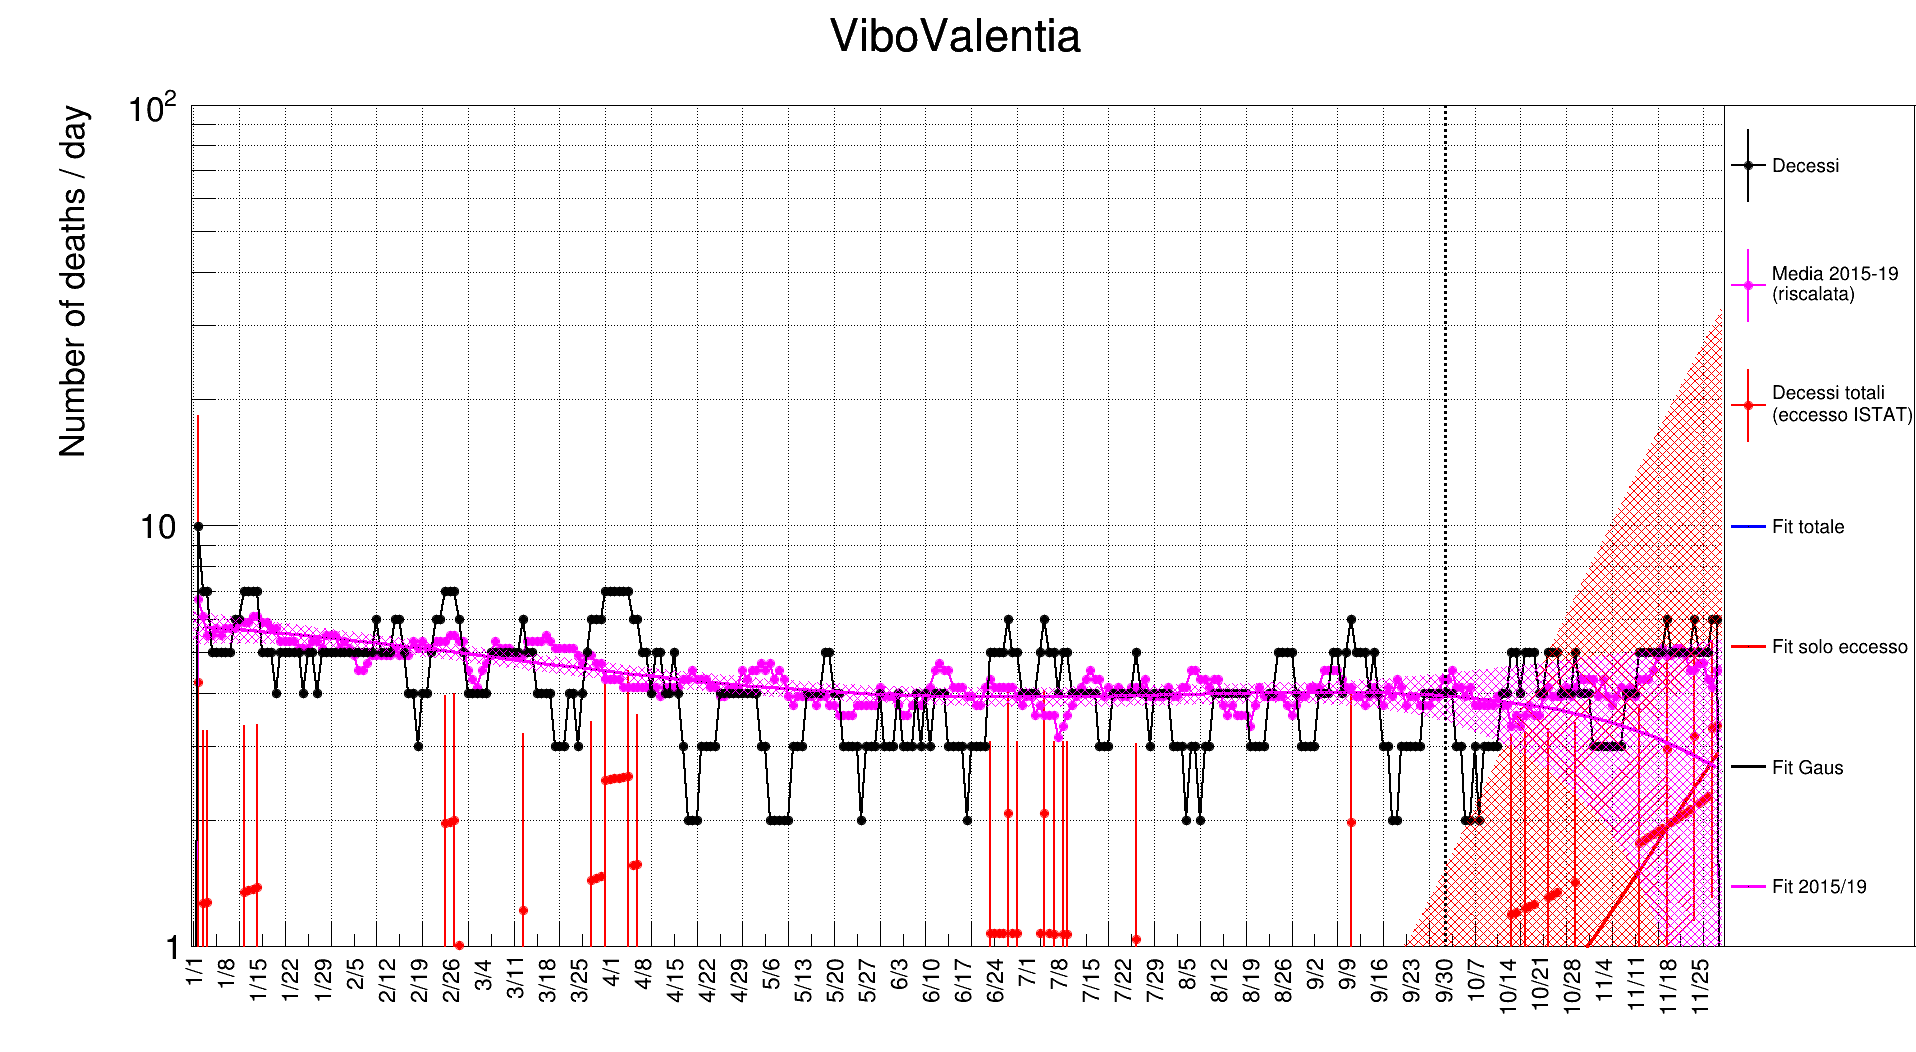 ViboValentia
Number of deaths / day
10²
10
1
1/1 1/8 1/15 1/22 1/29 2/5 2/12 2/19 2/26 3/4 3/11 3/18 3/25 4/1 4/8 4/15 4/22 4/29 5/6 5/13 5/20 5/27 6/3 6/10 6/17 6/24 7/1 7/8 7/15 7/22 7/29 8/5 8/12 8/19 8/26 9/2 9/9 9/16 9/23 9/30 10/7 10/14 10/21 10/28 11/4 11/11 11/18 11/25
Decessi
Media 2015-19
(riscalata)
Decessi totali
(eccesso ISTAT)
Fit totale
Fit solo eccesso
Fit Gaus
Fit 2015/19